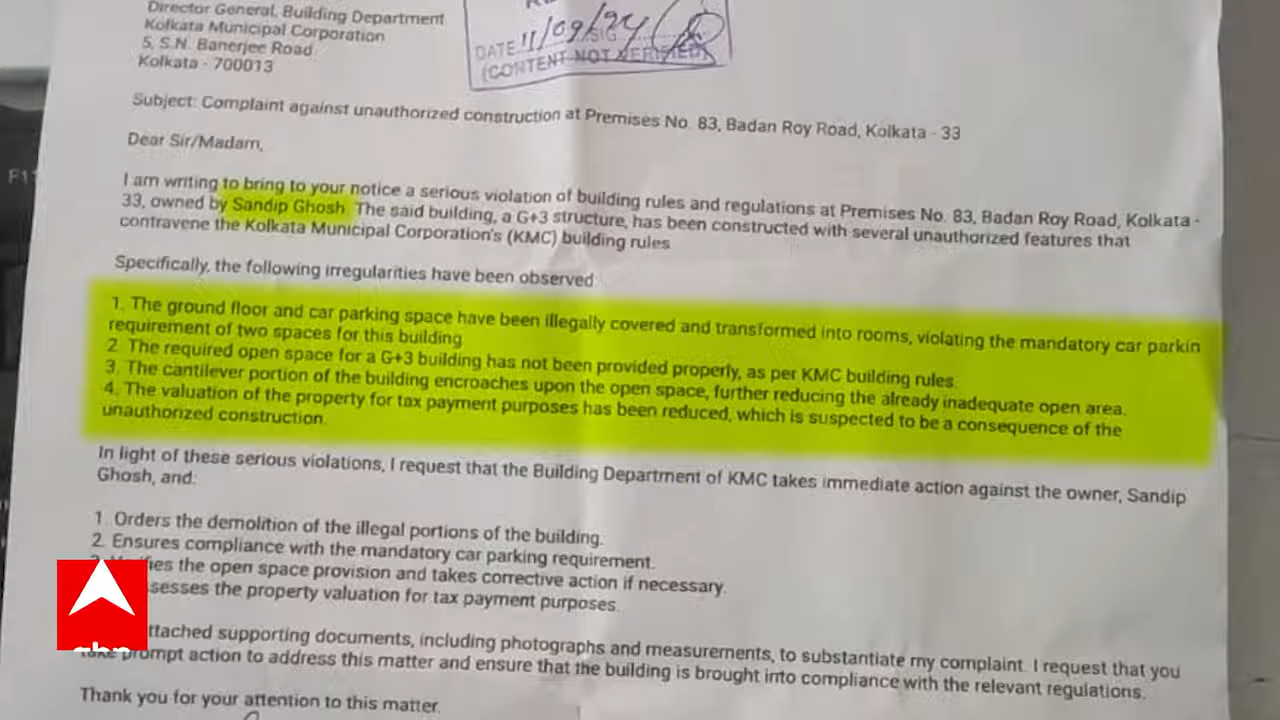 Director General, Building Department
Kolkata Municipal Corporation
5, S.N. Banerjee Road
Kolkata - 700013
DATE 11/09/24 SIG
(CONTENT NOT VERIFIED)
Subject: Complaint against unauthorized construction at Premises No. 83, Badan Roy Road, Kolkata - 33
Dear Sir/Madam,
I am writing to bring to your notice a serious violation of building rules and regulations at Premises No. 83, Badan Roy Road, Kolkata -
33, owned by Sandip Ghosh. The said building, a G+3 structure, has been constructed with several unauthorized features that
contravene the Kolkata Municipal Corporation's (KMC) building rules
Specifically, the following irregularities have been observed
1. The ground floor and car parking space have been illegally covered and transformed into rooms, violating the mandatory car parkin
requirement of two spaces for this building
2. The required open space for a G+3 building has not been provided properly, as per KMC building rules.
3. The cantilever portion of the building encroaches upon the open space, further reducing the already inadequate open area.
4. The valuation of the property for tax payment purposes has been reduced, which is suspected to be a consequence of the
unauthorized construction.
In light of these serious violations, I request that the Building Department of KMC takes immediate action against the owner, Sandip
Ghosh, and:
1. Orders the demolition of the illegal portions of the building.
2. Ensures compliance with the mandatory car parking requirement.
the open space provision and takes corrective action if necessary.
the property valuation for tax payment purposes.
ttached supporting documents, including photographs and measurements, to substantiate my complaint. I request that you
take prompt action to address this matter and ensure that the building is brought into compliance with the relevant regulations.
Thank you for your attention to this matter.
F11
abp